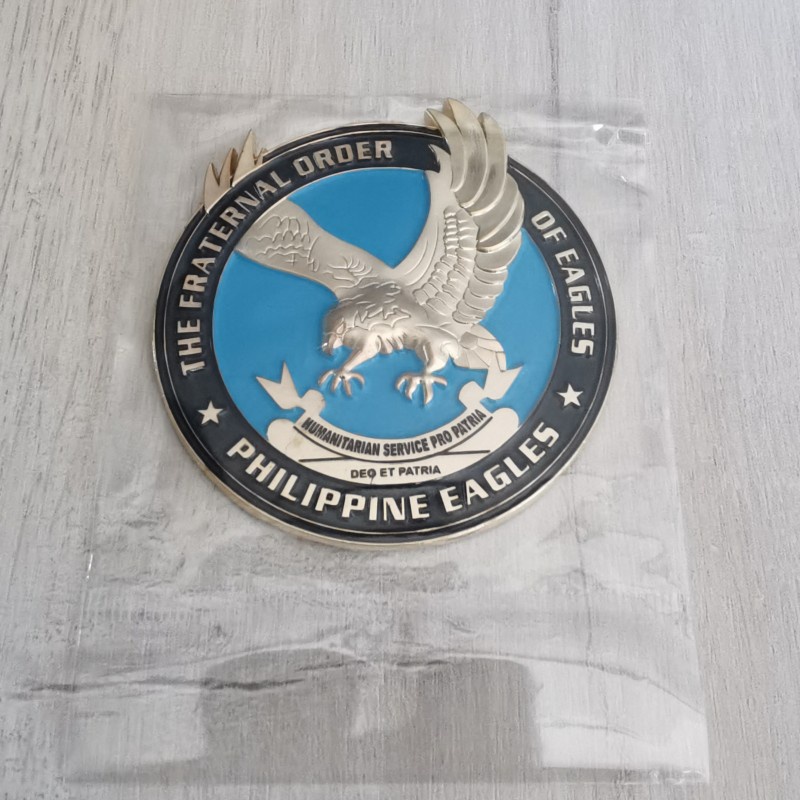 THE FRATERNAL ORDER OF EAGLES
HUMANITARIAN SERVICE PRO PATRIA
DEO ET PATRIA
★ PHILIPPINE EAGLES ★